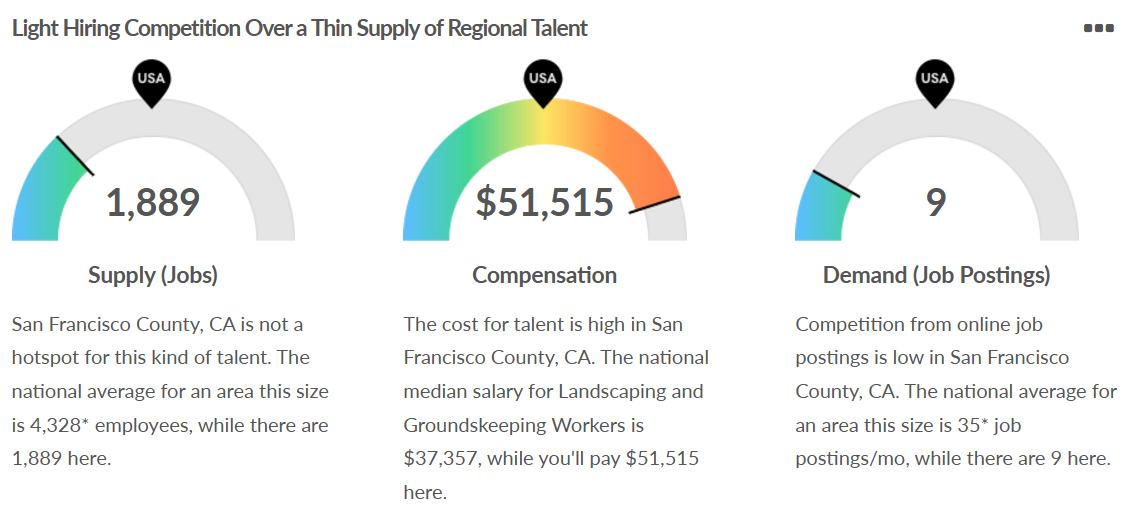 Light Hiring Competition Over a Thin Supply of Regional Talent
USA
1,889
Supply (Jobs)
San Francisco County, CA is not a
hotspot for this kind of talent. The
national average for an area this size
is 4,328* employees, while there are
1,889 here.
USA
$51,515
Compensation
The cost for talent is high in San
Francisco County, CA. The national
median salary for Landscaping and
Groundskeeping Workers is
$37,357, while you'll pay $51,515
here.
USA
9
Demand (Job Postings)
Competition from online job
postings is low in San Francisco
County, CA. The national average for
an area this size is 35* job
postings/mo, while there are 9 here.